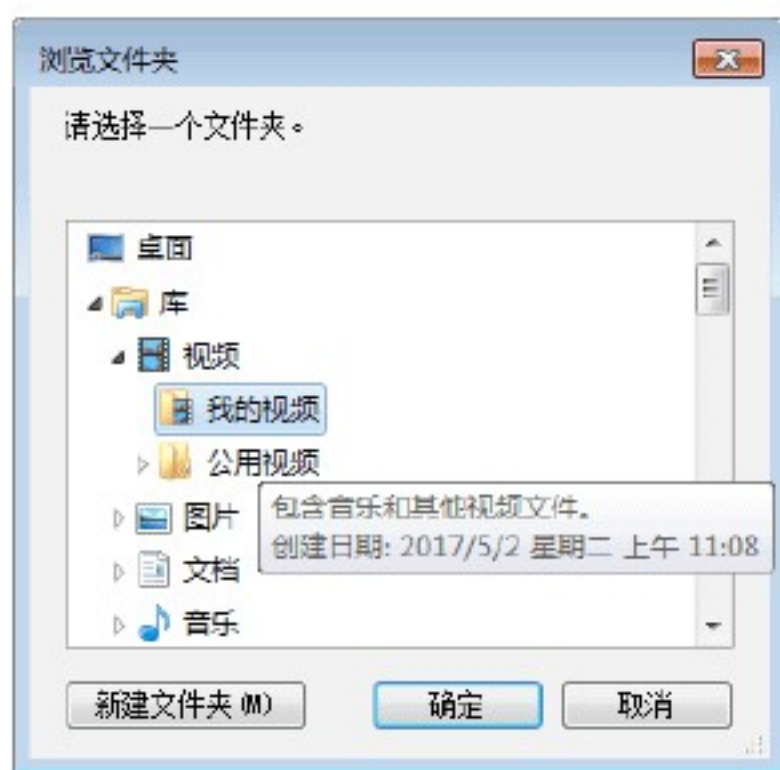 浏览文件夹
请选择一个文件夹。
桌面
库
视频
我的视频
公用视频
图片
包含音乐和其他视频文件。
创建日期: 2017/5/2 星期二 上午 11:08
文档
音乐
新建文件夹(M)
确定
取消